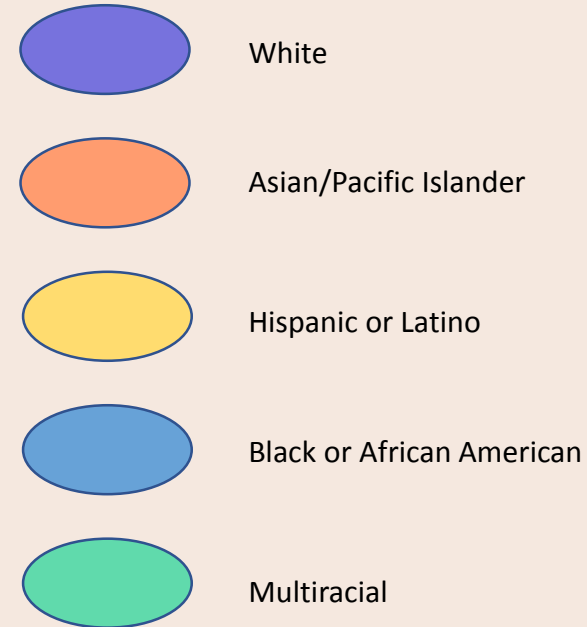 White
Asian/Pacific Islander
Hispanic or Latino
Black or African American
Multiracial